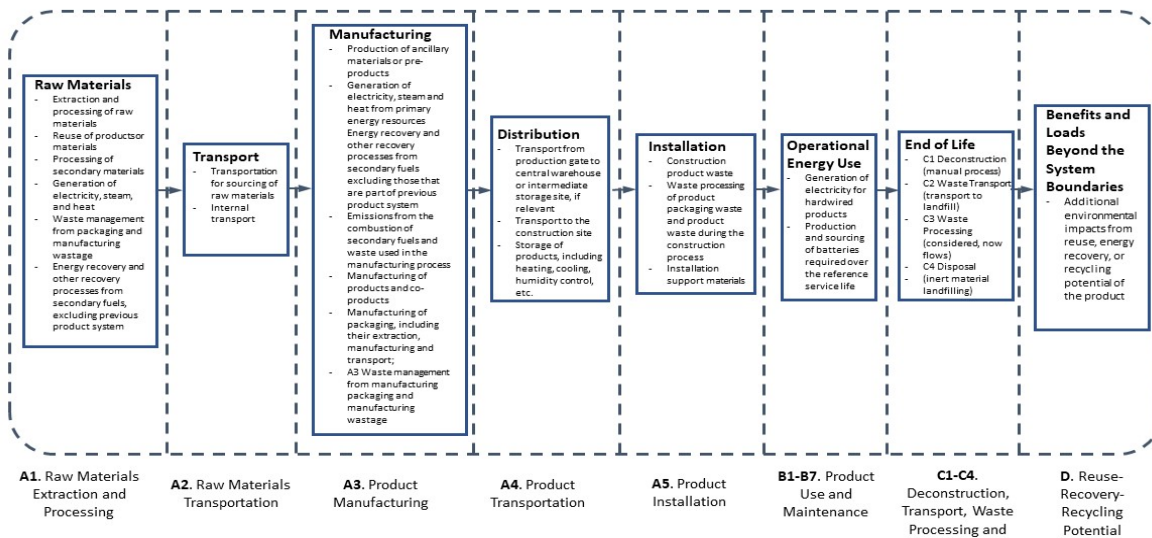 Raw Materials
- Extraction and
processing of raw
materials
- Reuse of productsor
materials
- Processing of
secondary materials
- Generation of
electricity, steam,
and heat
- Waste management
from packaging and
manufacturing
wastage
- Energy recovery and
other recovery
processes from
secondary fuels,
excluding previous
product system
Transport
- Transportation
for sourcing of
raw materials
- Internal
transport
Manufacturing
- Production of ancillary
materials or pre-
products
- Generation of
electricity, steam and
heat from primary
energy resources
Energy recovery and
other recovery
processes from
secondary fuels
excluding those that
are part of previous
product system
- Emissions from the
combustion of
secondary fuels and
waste used in the
manufacturing process
- Manufacturing of
products and co-
products
- Manufacturing of
packaging, including
their extraction,
manufacturing and
transport;
- A3 Waste management
from manufacturing
packaging and
manufacturing
wastage
Distribution
- Transport from
production gate to
central warehouse
or intermediate
storage site, if
relevant
- Transport to the
construction site
- Storage of
products, including
heating, cooling,
humidity control,
etc.
Installation
- Construction
product waste
- Waste processing
of product
packaging waste
and product
waste during the
construction
process
- Installation
support materials
Operational
Energy Use
- Generation of
electricity for
hardwired
products
- Production
and sourcing
of batteries
required over
the reference
service life
End of Life
- C1 Deconstruction
(manual process)
- C2 Waste Transport
(transport to
landfill)
- C3 Waste
Processing
(considered, now
flows)
- C4 Disposal
- (inert material
landfilling)
Benefits and
Loads
Beyond the
System
Boundaries
- Additional
environmental
impacts from
reuse, energy
recovery, or
recycling
potential of
the product
A1. Raw Materials
Extraction and
Processing
A2. Raw Materials
Transportation
A3. Product
Manufacturing
A4. Product
Transportation
A5. Product
Installation
B1-B7. Product
Use and
Maintenance
C1-C4.
Deconstruction,
Transport, Waste
Processing and
D. Reuse-
Recovery-
Recycling
Potential